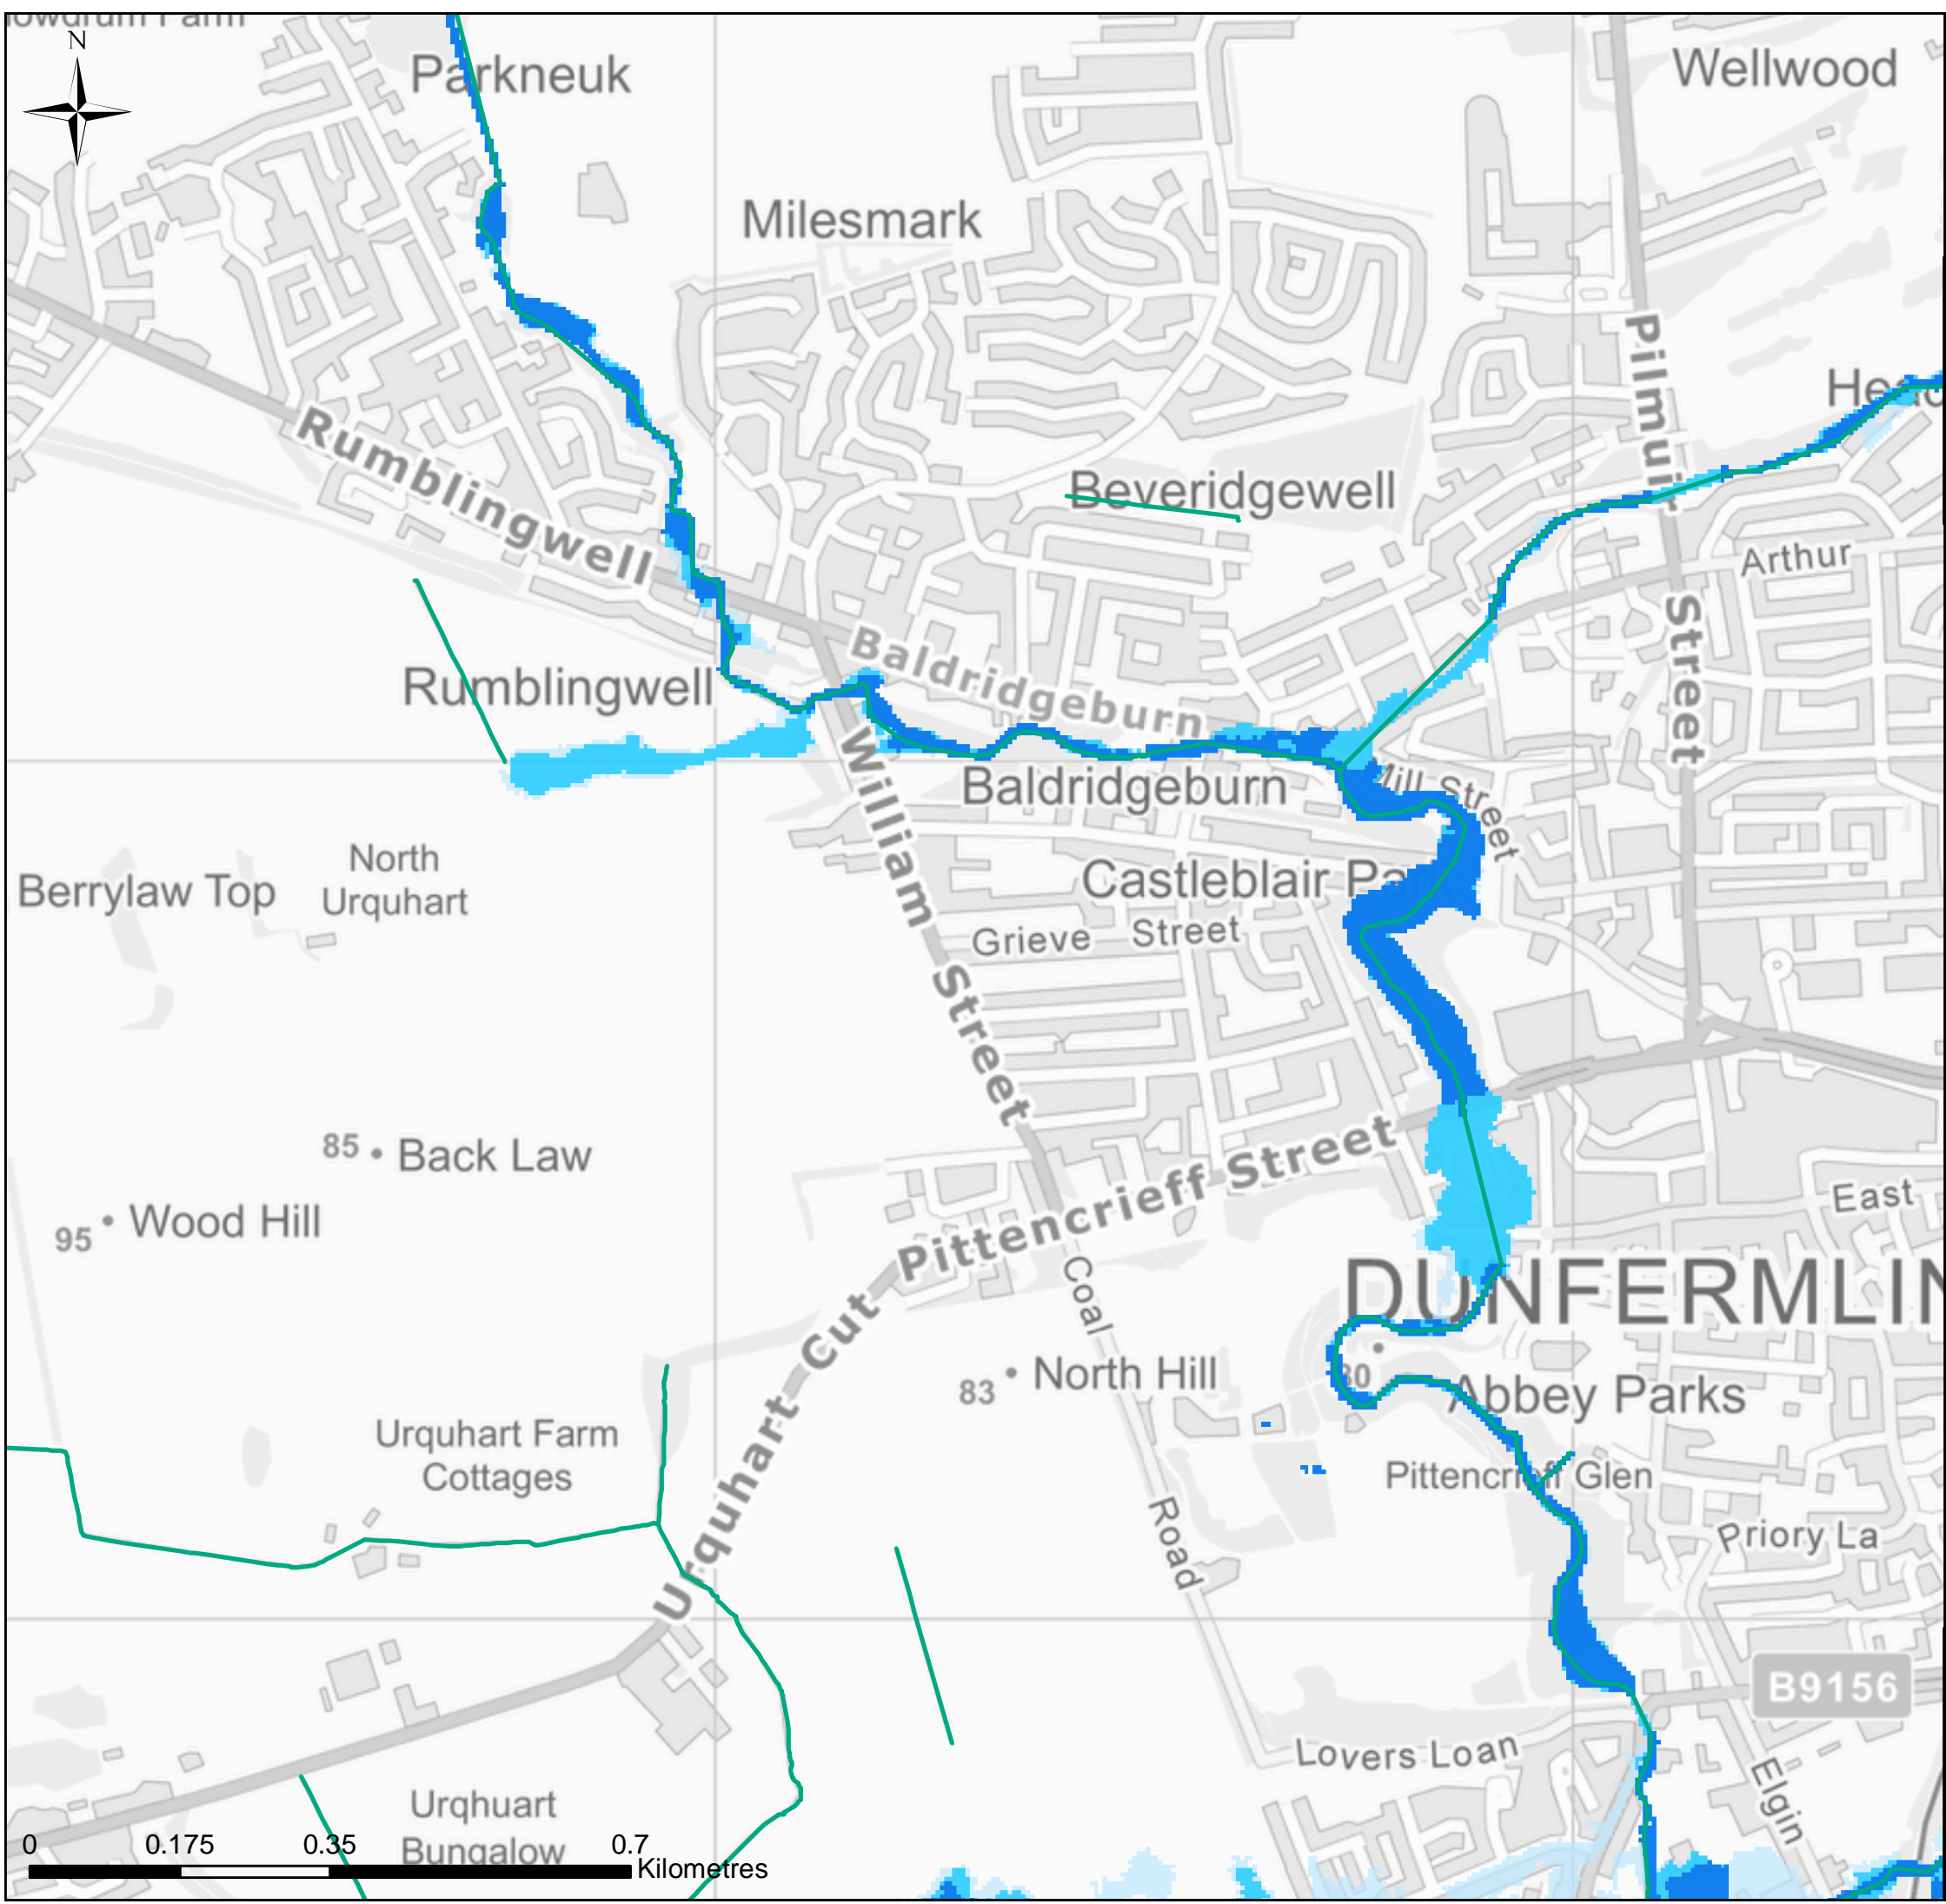 N
Parkneuk
Wellwood
Milesmark
Pilmuir
Street
Rumblingwell
Beveridgewell
Arthur
Baldridgeburn
Rumblingwell
William
Street
Baldridgeburn
Mill Street
North
Urquhart
Berrylaw Top
Castleblair Park
Grieve Street
85 Back Law
95 Wood Hill
Pittencrieff Street
East
DUNFERMLIN
Coal
Road
Urquhart Cut
83 North Hill
80
Abbey Parks
Urquhart Farm
Cottages
Pittencrieff Glen
Priory La
B9156
Lovers Loan
Elgin
Urqhuart
Bungalow
0 0.175 0.35 0.7
Kilometres